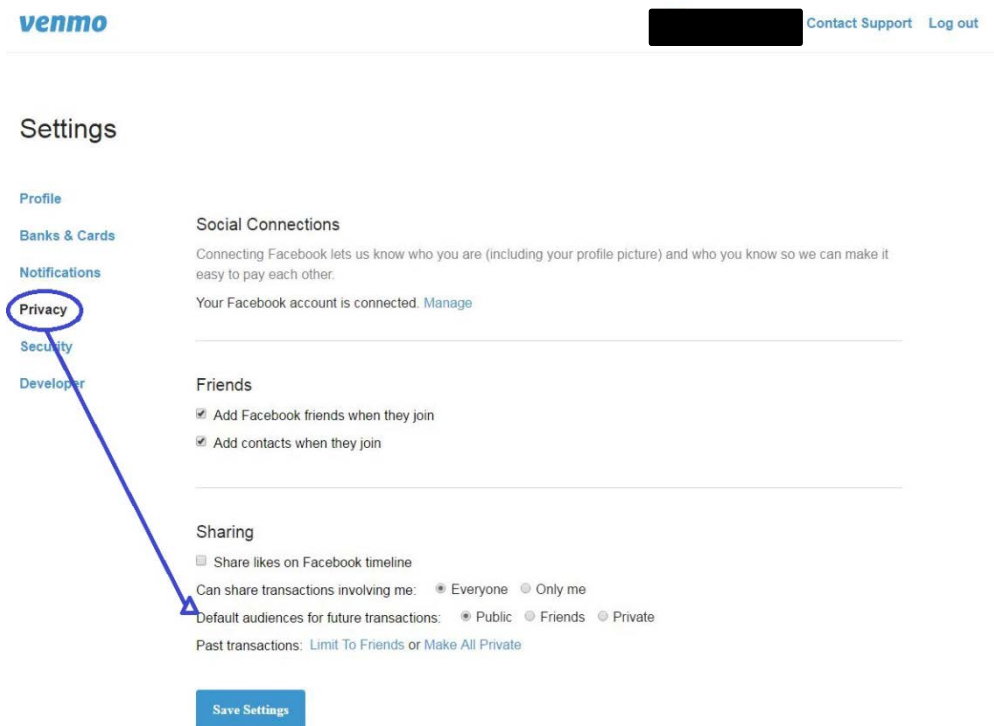 venmo
Contact Support Log out
Settings
Profile
Banks & Cards
Notifications
Privacy
Security
Developer
Social Connections
Connecting Facebook lets us know who you are (including your profile picture) and who you know so we can make it
easy to pay each other.
Your Facebook account is connected. Manage
Friends
Add Facebook friends when they join
Add contacts when they join
Sharing
Share likes on Facebook timeline
Can share transactions involving me: Everyone Only me
Default audiences for future transactions: Public Friends Private
Past transactions: Limit To Friends or Make All Private
Save Settings